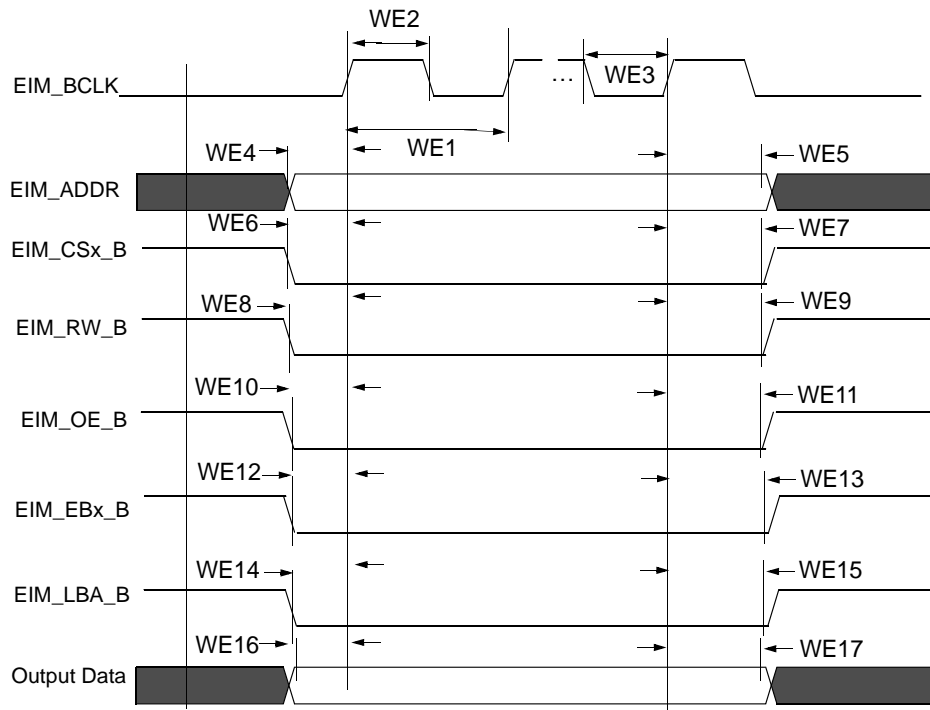 WE2
EIM_BCLK
...
WE3
WE1
WE4
WE5
EIM_ADDR
WE6
WE7
EIM_CSx_B
WE8
WE9
EIM_RW_B
WE10
WE11
EIM_OE_B
WE12
WE13
EIM_EBx_B
WE14
WE15
EIM_LBA_B
WE16
WE17
Output Data